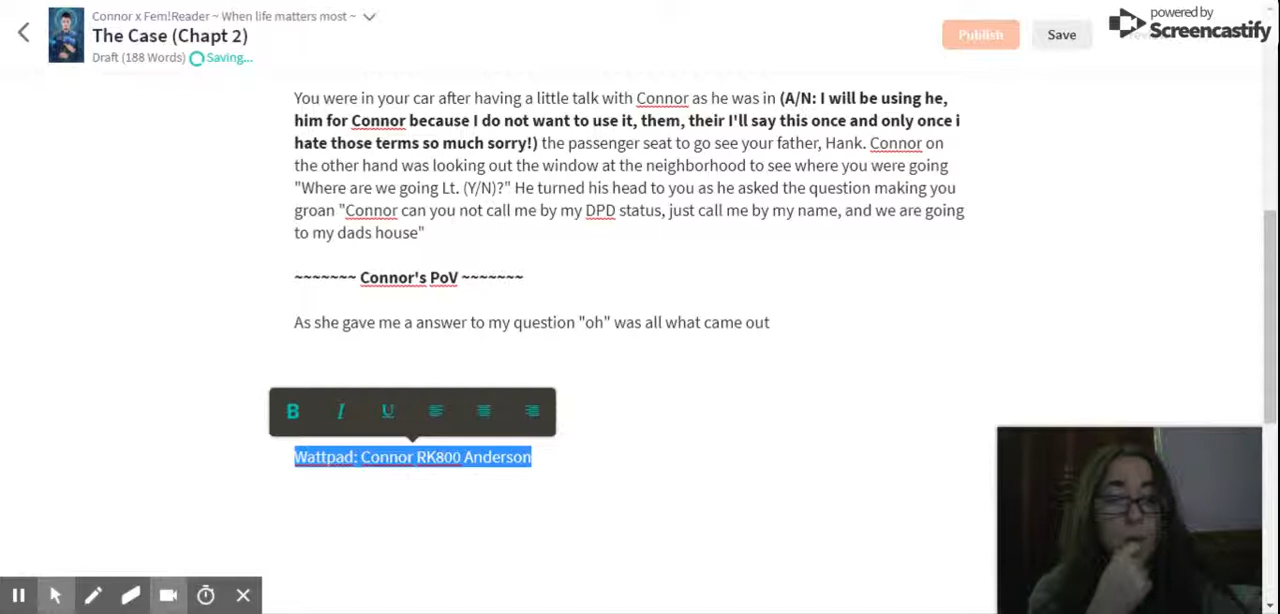 Connor x Fem!Reader ~ When life matters most ~
The Case (Chapt 2)
Draft (188 Words) Saving...
Publish
Save
powered by
Screencastify
You were in your car after having a little talk with Connor as he was in (A/N: I will be using he,
him for Connor because I do not want to use it, them, their I'll say this once and only once i
hate those terms so much sorry!) the passenger seat to go see your father, Hank. Connor on
the other hand was looking out the window at the neighborhood to see where you were going
"Where are we going Lt. (Y/N)?" He turned his head to you as he asked the question making you
groan "Connor can you not call me by my DPD status, just call me by my name, and we are going
to my dads house"
~~~~~~~ Connor's PoV ~~~~~~~
As she gave me a answer to my question "oh" was all what came out
B I U
Wattpad: Connor RK800 Anderson